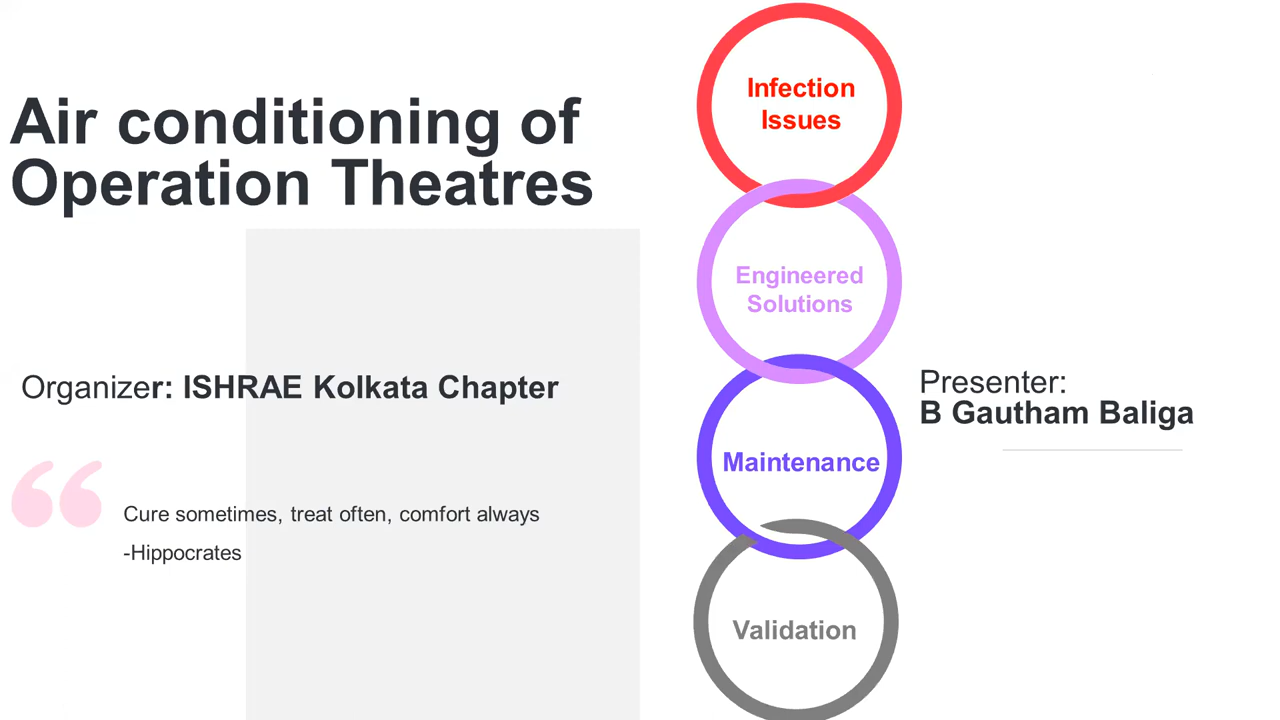 Air conditioning of
Operation Theatres
Organizer: ISHRAE Kolkata Chapter
Cure sometimes, treat often, comfort always
-Hippocrates
Infection
Issues
Engineered
Solutions
Maintenance
Validation
Presenter:
B Gautham Baliga